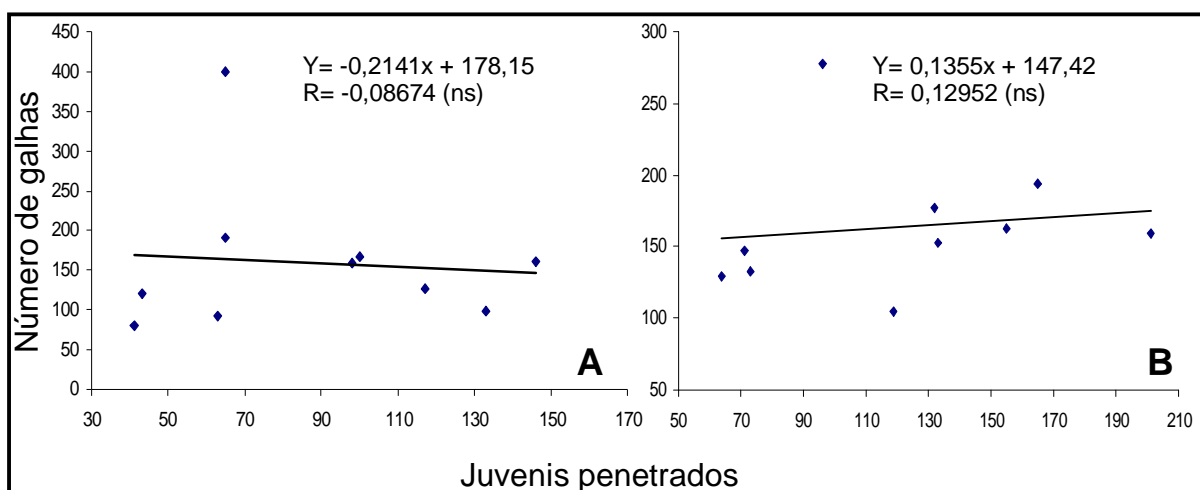 Número de galhas
450
400
350
300
250
200
150
100
50
0
30 50 70 90 110 130 150 170
Y= -0,2141x + 178,15
R= -0,08674 (ns)
A
300
250
200
150
100
50
50 70 90 110 130 150 170 190 210
Y= 0,1355x + 147,42
R= 0,12952 (ns)
B
Juvenis penetrados